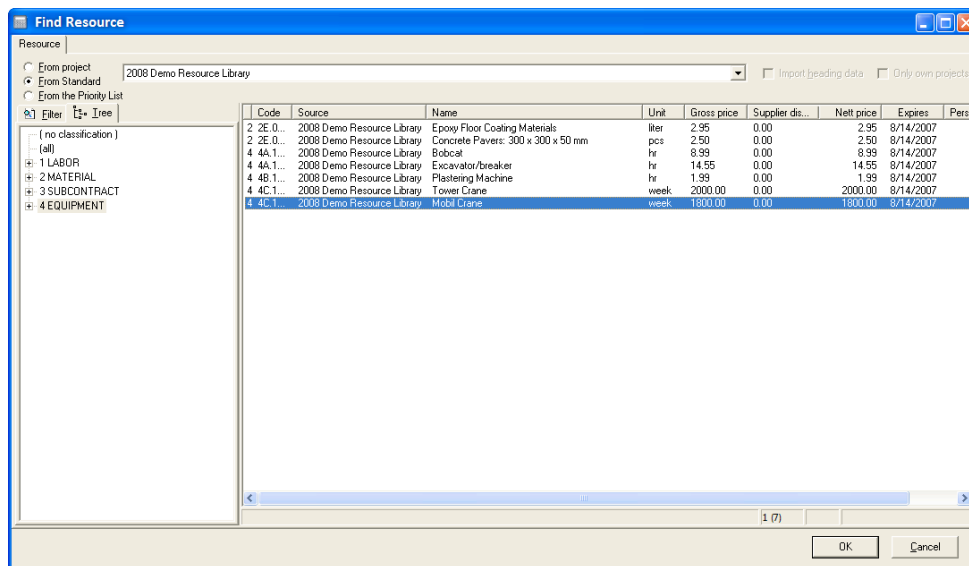 Find Resource
Resource
From project
From Standard
From the Priority List
2008 Demo Resource Library
Import heading data
Only own projects
Filter Tree
( no classification )
(all)
1 LABOR
2 MATERIAL
3 SUBCONTRACT
4 EQUIPMENT
Code Source Name Unit Gross price Supplier dis... Nett price Expires Pers
2 2E.0... 2008 Demo Resource Library Epoxy Floor Coating Materials liter 2.95 0.00 2.95 8/14/2007
2 2E.0... 2008 Demo Resource Library Concrete Pavers: 300 x 300 x 50 mm pcs 2.50 0.00 2.50 8/14/2007
4 4A.1... 2008 Demo Resource Library Bobcat hr 8.99 0.00 8.99 8/14/2007
4 4A.1... 2008 Demo Resource Library Excavator/breaker hr 14.55 0.00 14.55 8/14/2007
4 4B.1... 2008 Demo Resource Library Plastering Machine hr 1.99 0.00 1.99 8/14/2007
4 4C.1... 2008 Demo Resource Library Tower Crane week 2000.00 0.00 2000.00 8/14/2007
4 4C.1... 2008 Demo Resource Library Mobil Crane week 1800.00 0.00 1800.00 8/14/2007
1 (7)
OK Cancel